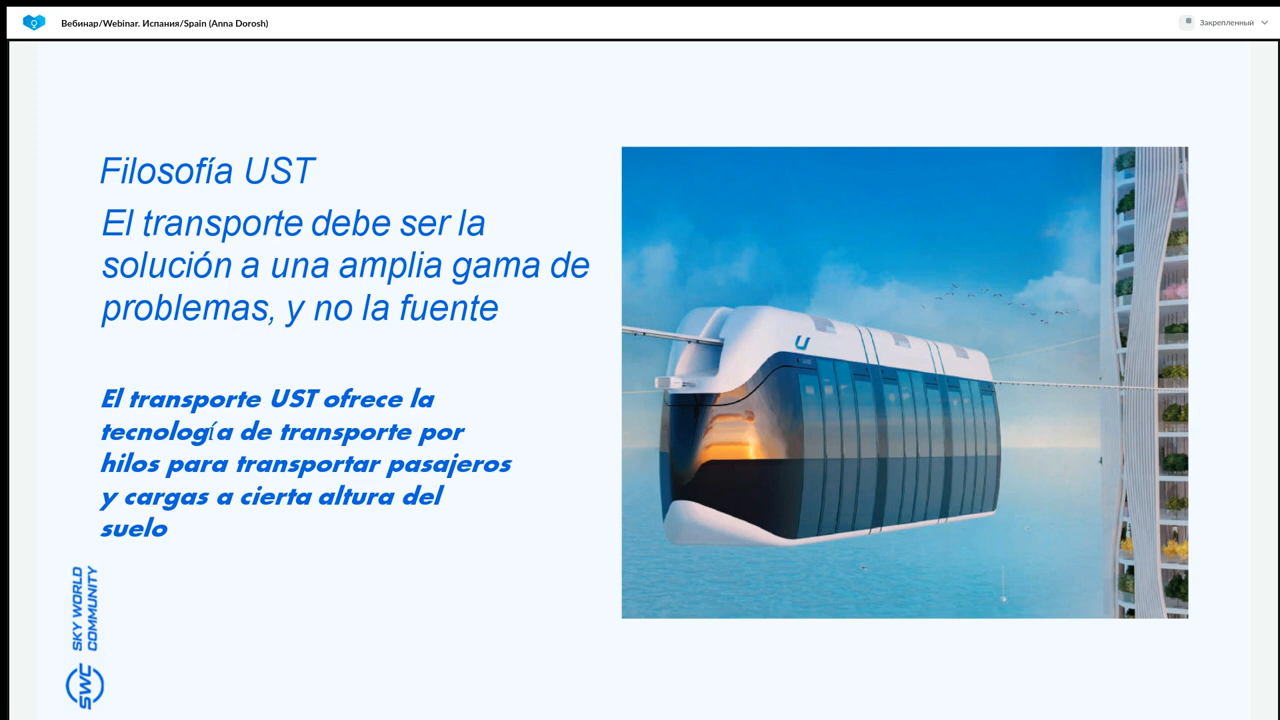 Вебинар/Webinar. Испания/Spain (Anna Dorosh)
Закрепленный
Filosofía UST
El transporte debe ser la
solución a una amplia gama de
problemas, y no la fuente
El transporte UST ofrece la
tecnología de transporte por
hilos para transportar pasajeros
y cargas a cierta altura del
suelo
SKY WORLD
COMMUNITY
SWC
U